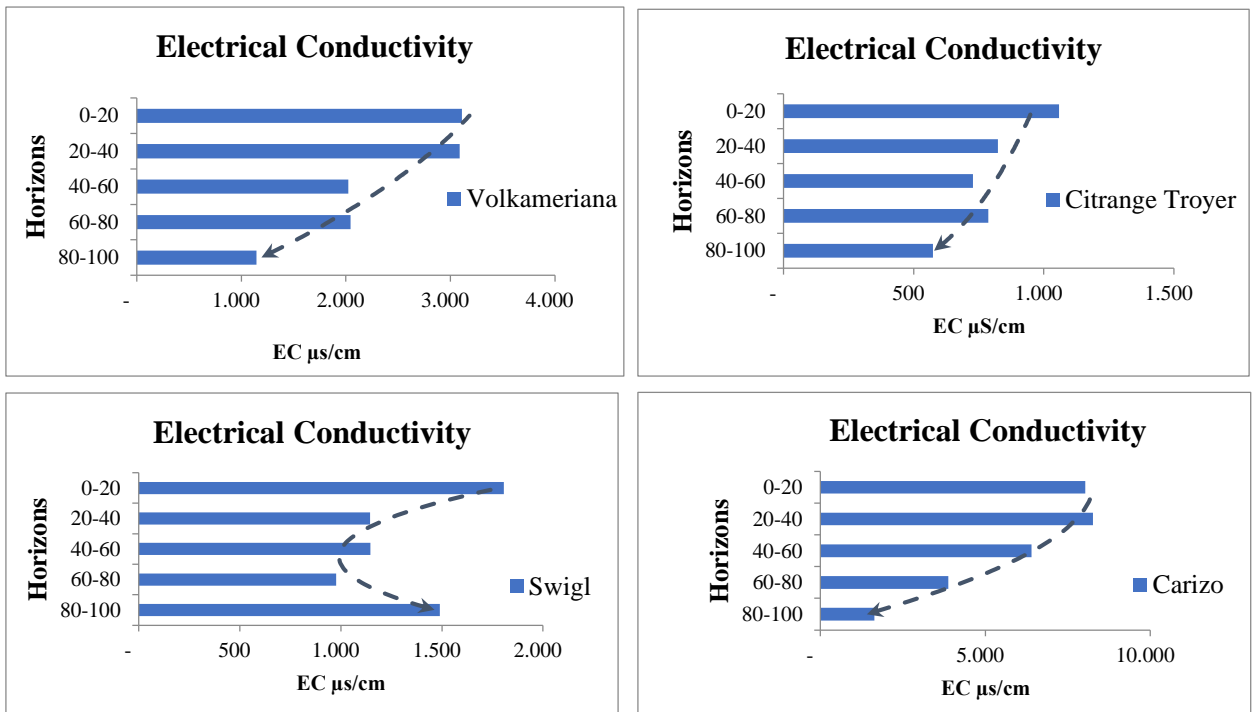 Electrical Conductivity
Horizons
0-20
20-40
40-60
60-80
80-100
- 1.000 2.000 3.000 4.000
EC µs/cm
Volkameriana
Electrical Conductivity
Horizons
0-20
20-40
40-60
60-80
80-100
- 500 1.000 1.500
EC µS/cm
Citrange Troyer
Electrical Conductivity
Horizons
0-20
20-40
40-60
60-80
80-100
- 500 1.000 1.500 2.000
EC µs/cm
Swigl
Electrical Conductivity
Horizons
0-20
20-40
40-60
60-80
80-100
- 5.000 10.000
EC µs/cm
Carizo